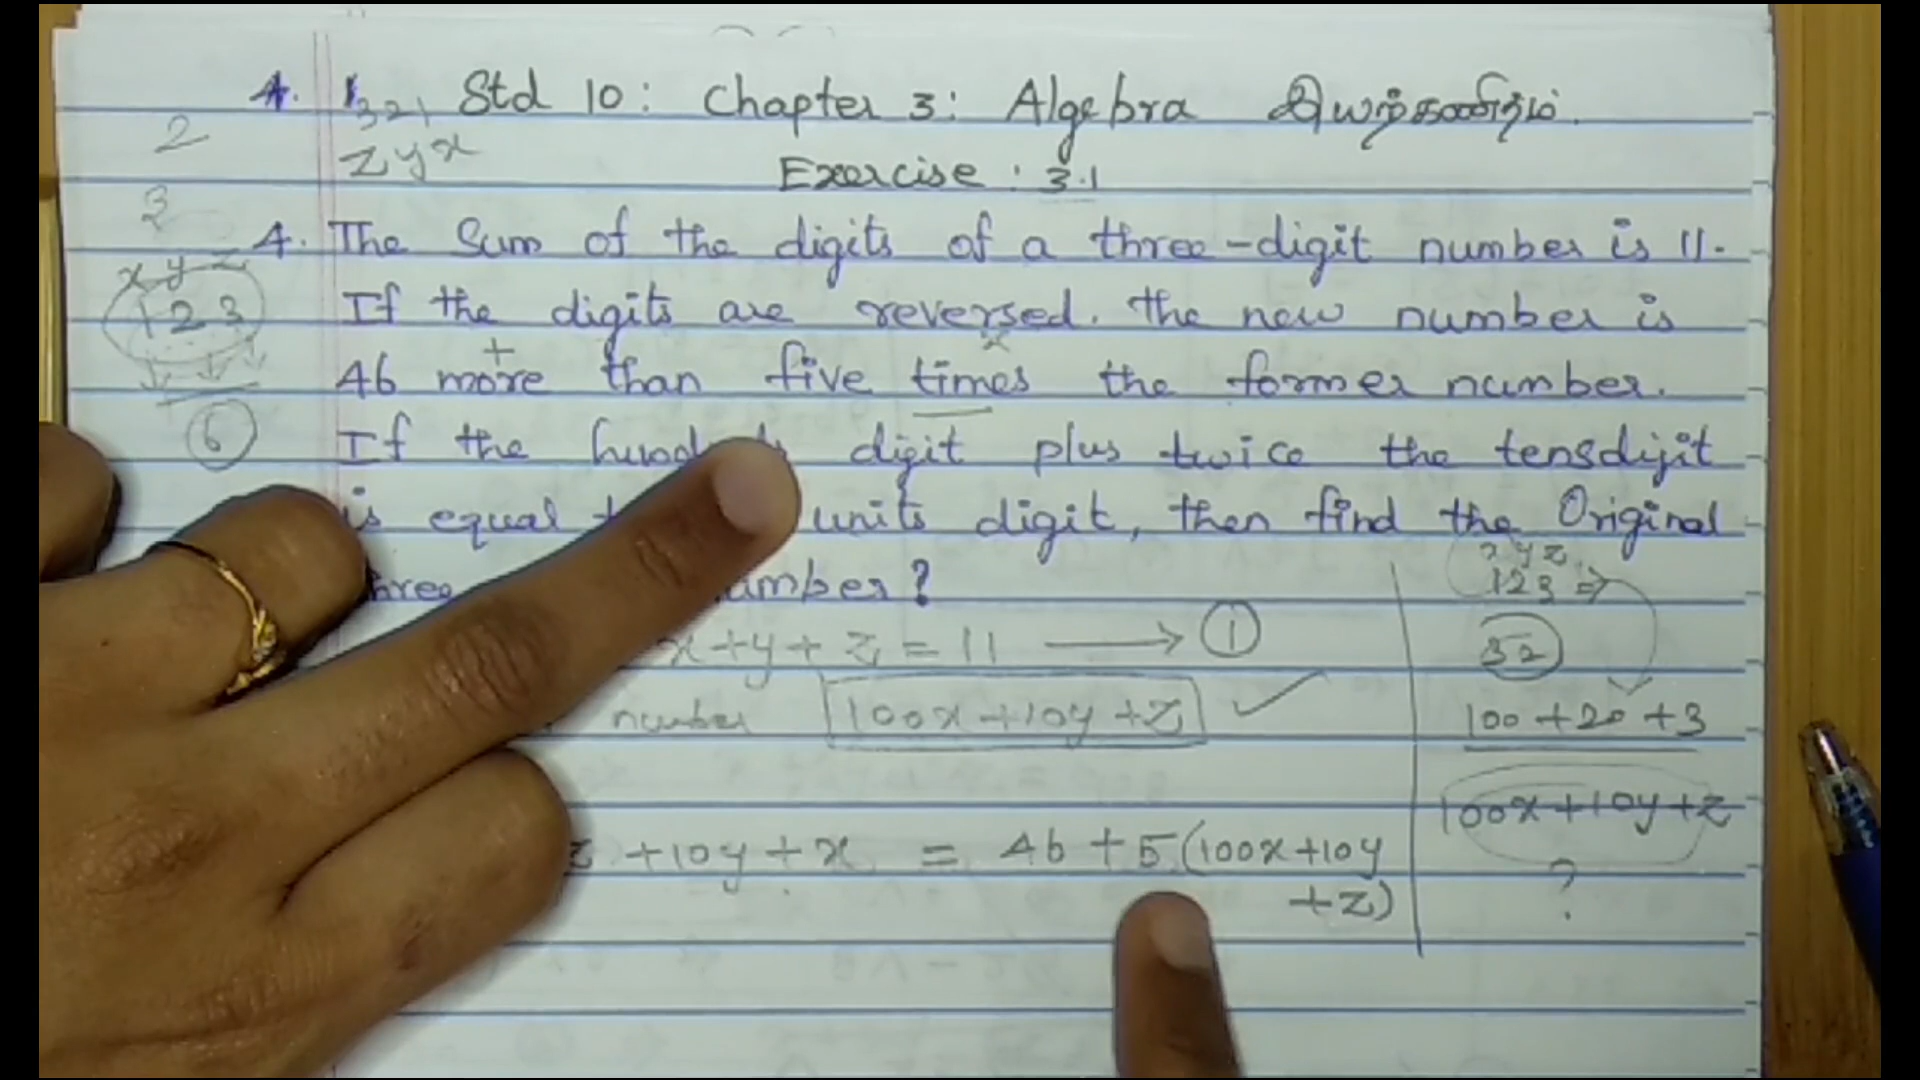 4. Std 10: Chapter 3: Algebra இயற்கணிதம்.
321
zyx
Exercise : 3.1
2
3
4. The Sum of the digits of a three-digit number is 11.
x y z
123
If the digits are reversed. The new number is
+ x
46 more than five times the former number.
6
If the digit plus twice the tensdigit
is equal units digit, then find the Original
three number?
x y z
123 ⇒
x+y+z = 11 → 1
32
number 100x+10y+z ✓
100+20+3
100x+10y+z
z +10y+x = 46+5(100x+10y
+z)
?